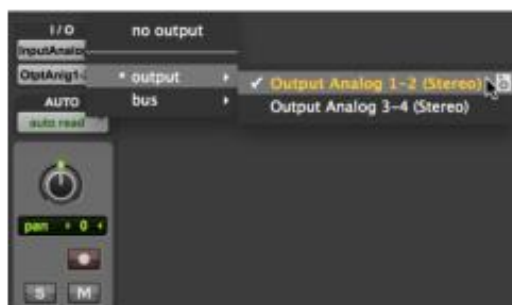 I/O
InputAnalo
OtptAnlg1-
AUTO
auto read
pan 0
S M
no output
output
bus
Output Analog 1-2 (Stereo)
Output Analog 3-4 (Stereo)